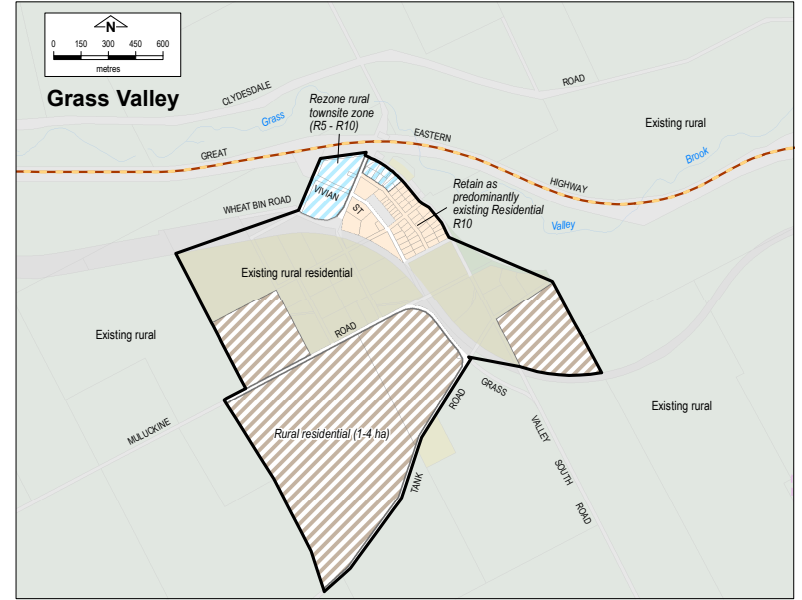 N
0 150 300 450 600
metres
Grass Valley
CLYDESDALE
ROAD
Rezone rural
townsite zone
(R5 - R10)
Grass
Existing rural
GREAT
EASTERN
Brook
HIGHWAY
Retain as
predominantly
existing Residential
R10
VIVIAN
ST
WHEAT BIN ROAD
Valley
Existing rural residential
Existing rural
ROAD
GRASS
ROAD
Existing rural
MULUCKINE
Rural residential (1-4 ha)
VALLEY
SOUTH
TANK
ROAD